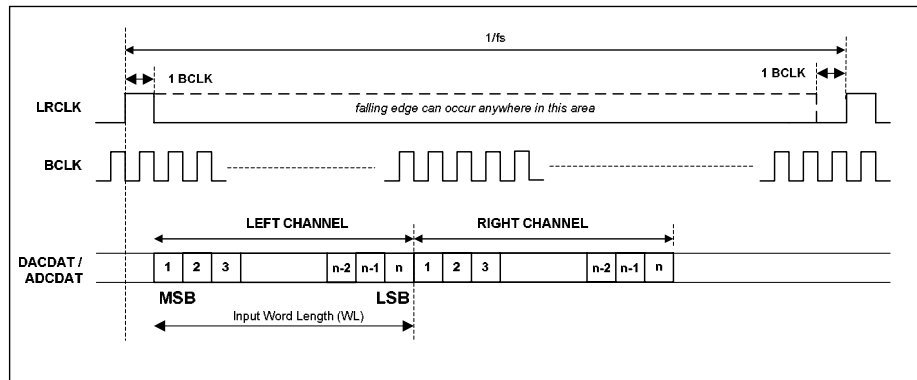 1/fs
1 BCLK
1 BCLK
LRCLK
falling edge can occur anywhere in this area
BCLK
LEFT CHANNEL
RIGHT CHANNEL
DACDAT /
ADCDAT
1 2 3 n-2 n-1 n 1 2 3 n-2 n-1 n
MSB LSB
Input Word Length (WL)